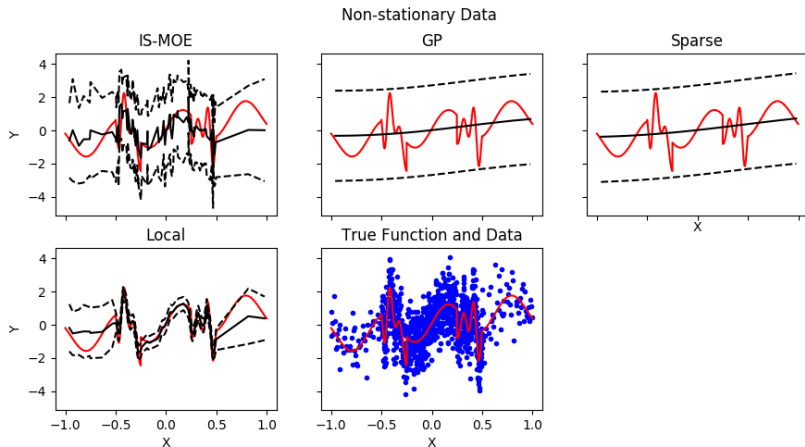 Non-stationary Data
IS-MOE
GP
Sparse
4
2
0
−2
−4
Y
X
Local
True Function and Data
4
2
0
−2
−4
Y
−1.0 −0.5 0.0 0.5 1.0
X
−1.0 −0.5 0.0 0.5 1.0
X